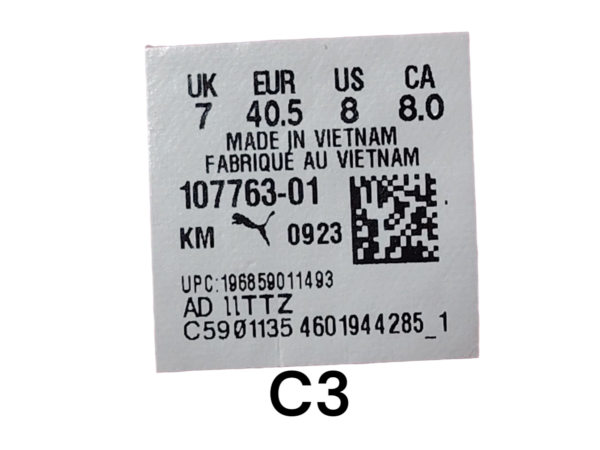 UK EUR US CA
7 40.5 8 8.0
MADE IN VIETNAM
FABRIQUÉ AU VIETNAM
107763-01
KM 0923
UPC:196859011493
AD 11TTZ
C5901135 4601944285_1
C3